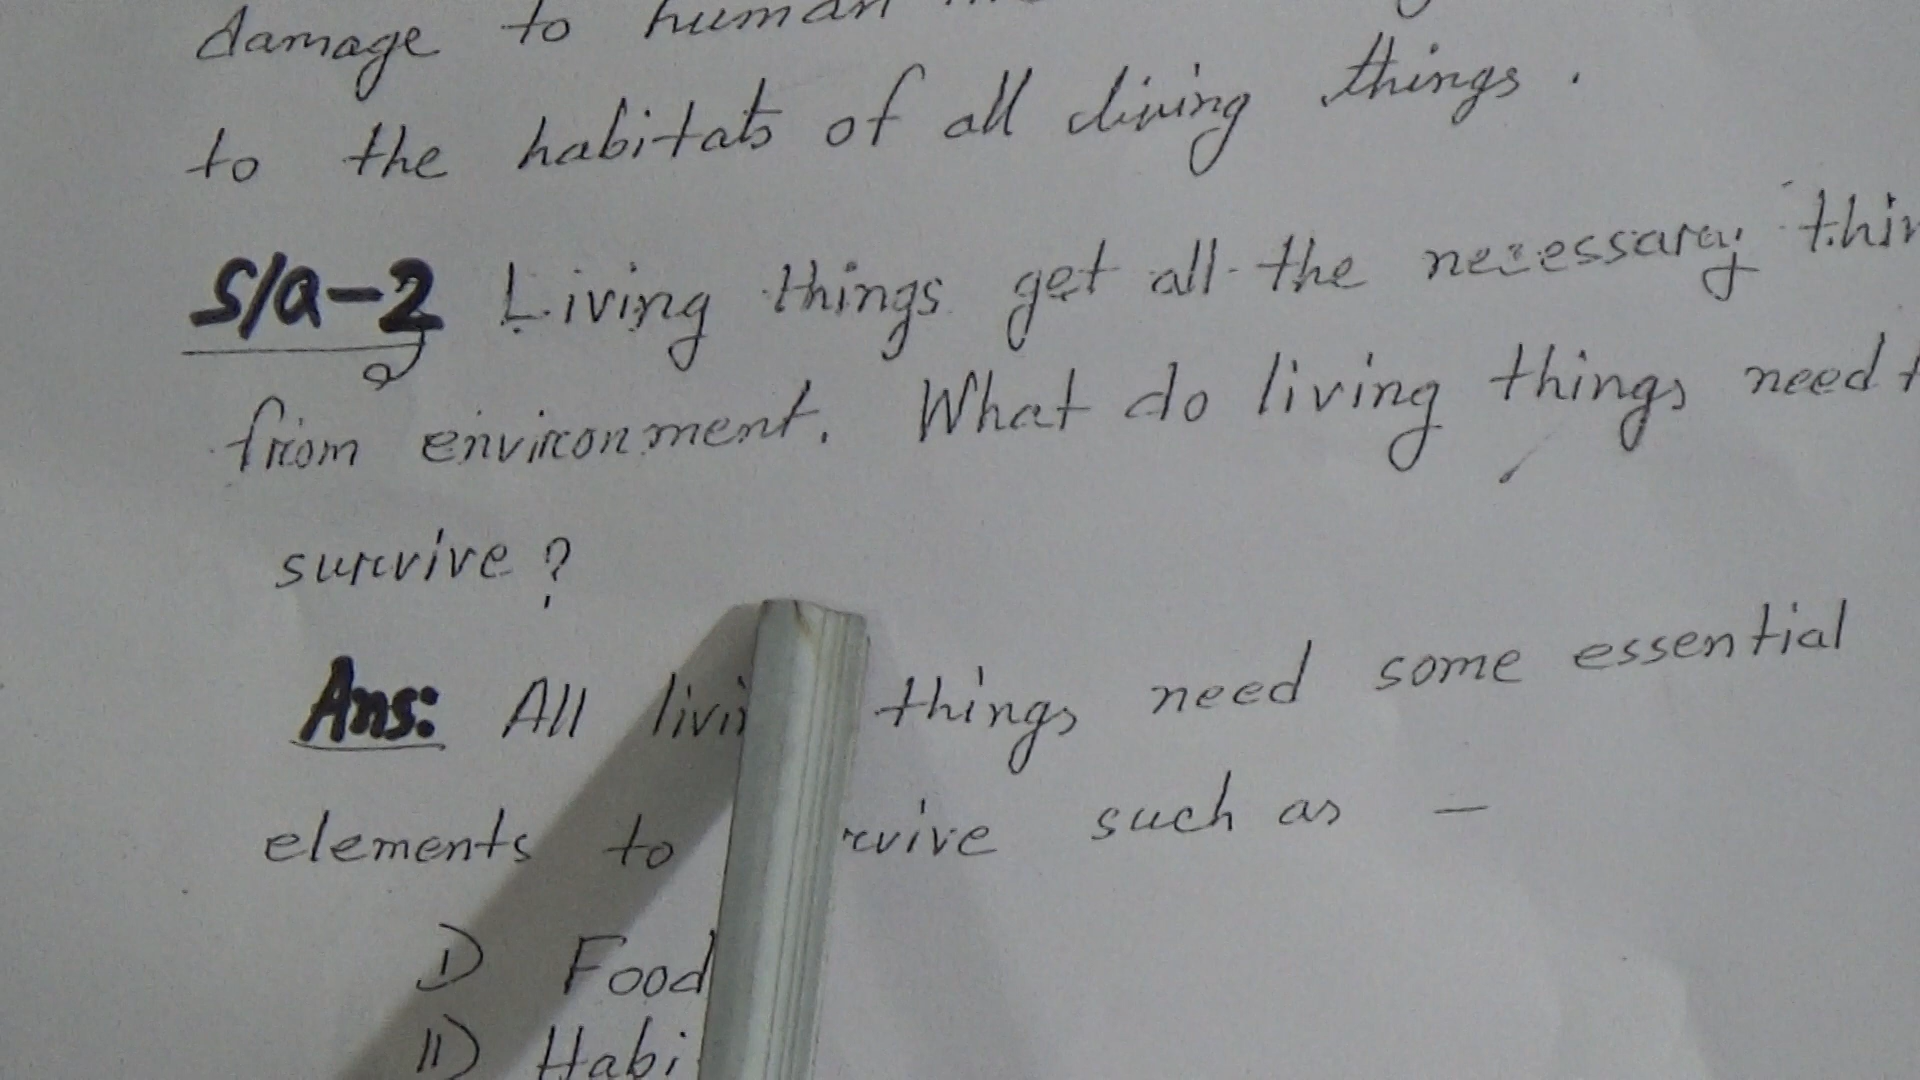 damage to human
to the habitats of all living things.
S/Q-2 Living things get all the necessary
from environment. What do living things need
survive?
Ans: All things need some essential
elements to such as –
I) Food
II)